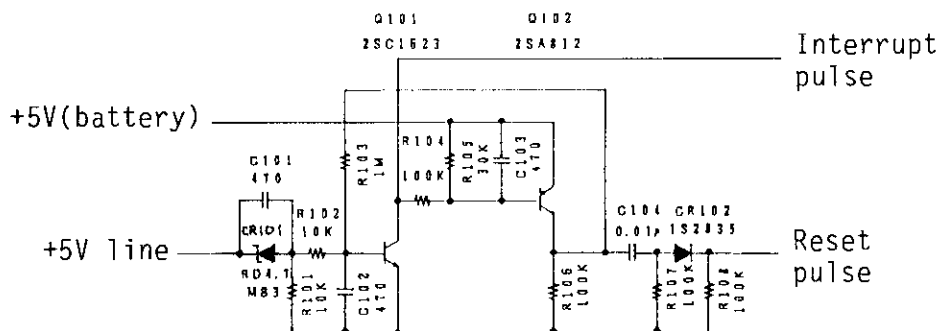 Q101
2SC1623
Q102
2SA812
Interrupt
pulse
+5V(battery)
R104
100K
R105
30K
C103
470
R103
1M
C101
470
CR101
RD4.7
M83
R102
10K
+5V line
R101
10K
C102
470
C104
0.01μ
CR102
1S2835
Reset
pulse
R106
100K
R107
100K
R108
100K